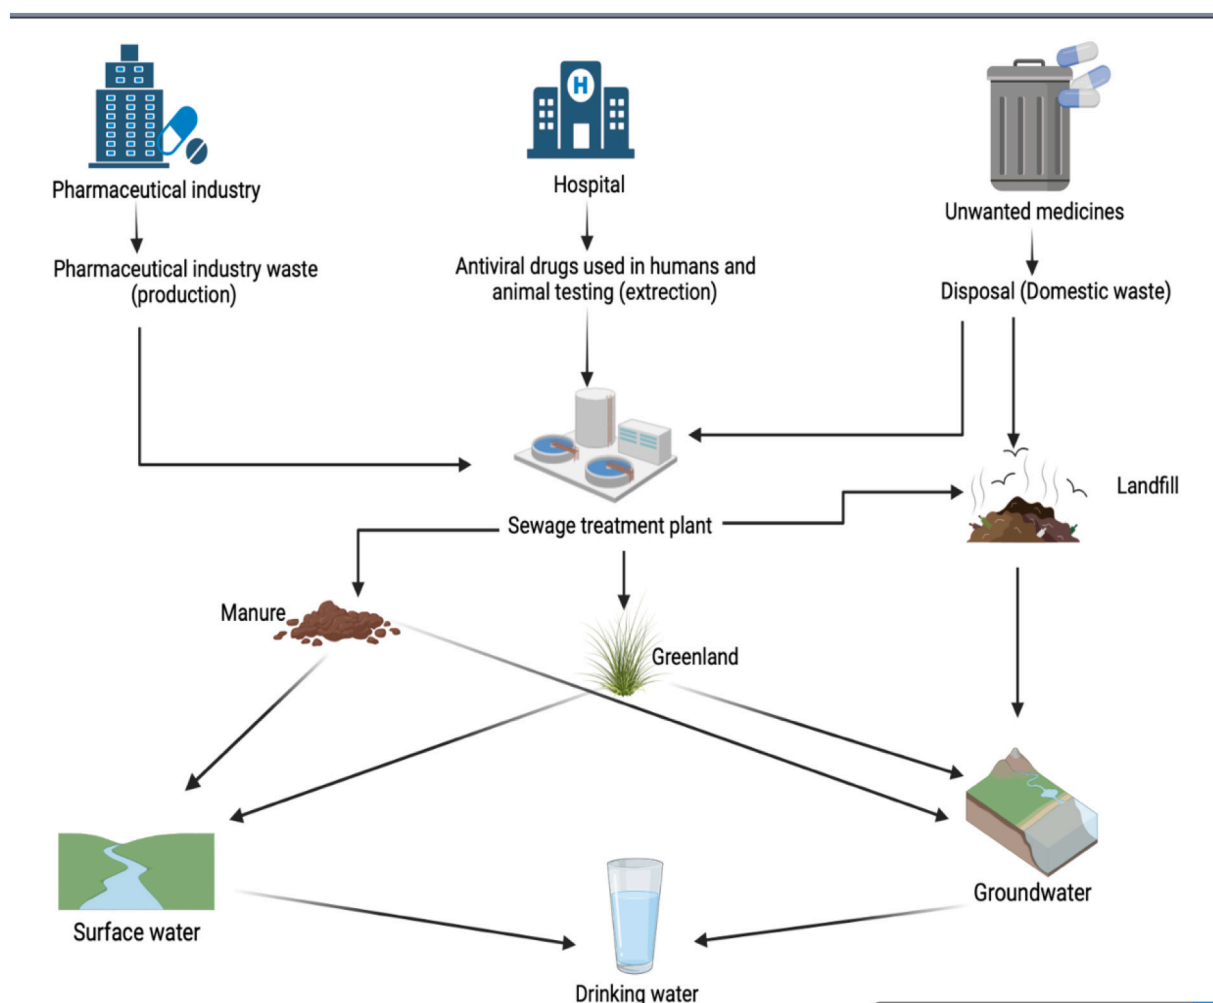 H
Pharmaceutical industry
Hospital
Unwanted medicines
Pharmaceutical industry waste
(production)
Antiviral drugs used in humans and
animal testing (extrection)
Disposal (Domestic waste)
Landfill
Sewage treatment plant
Manure
Greenland
Groundwater
Surface water
Drinking water